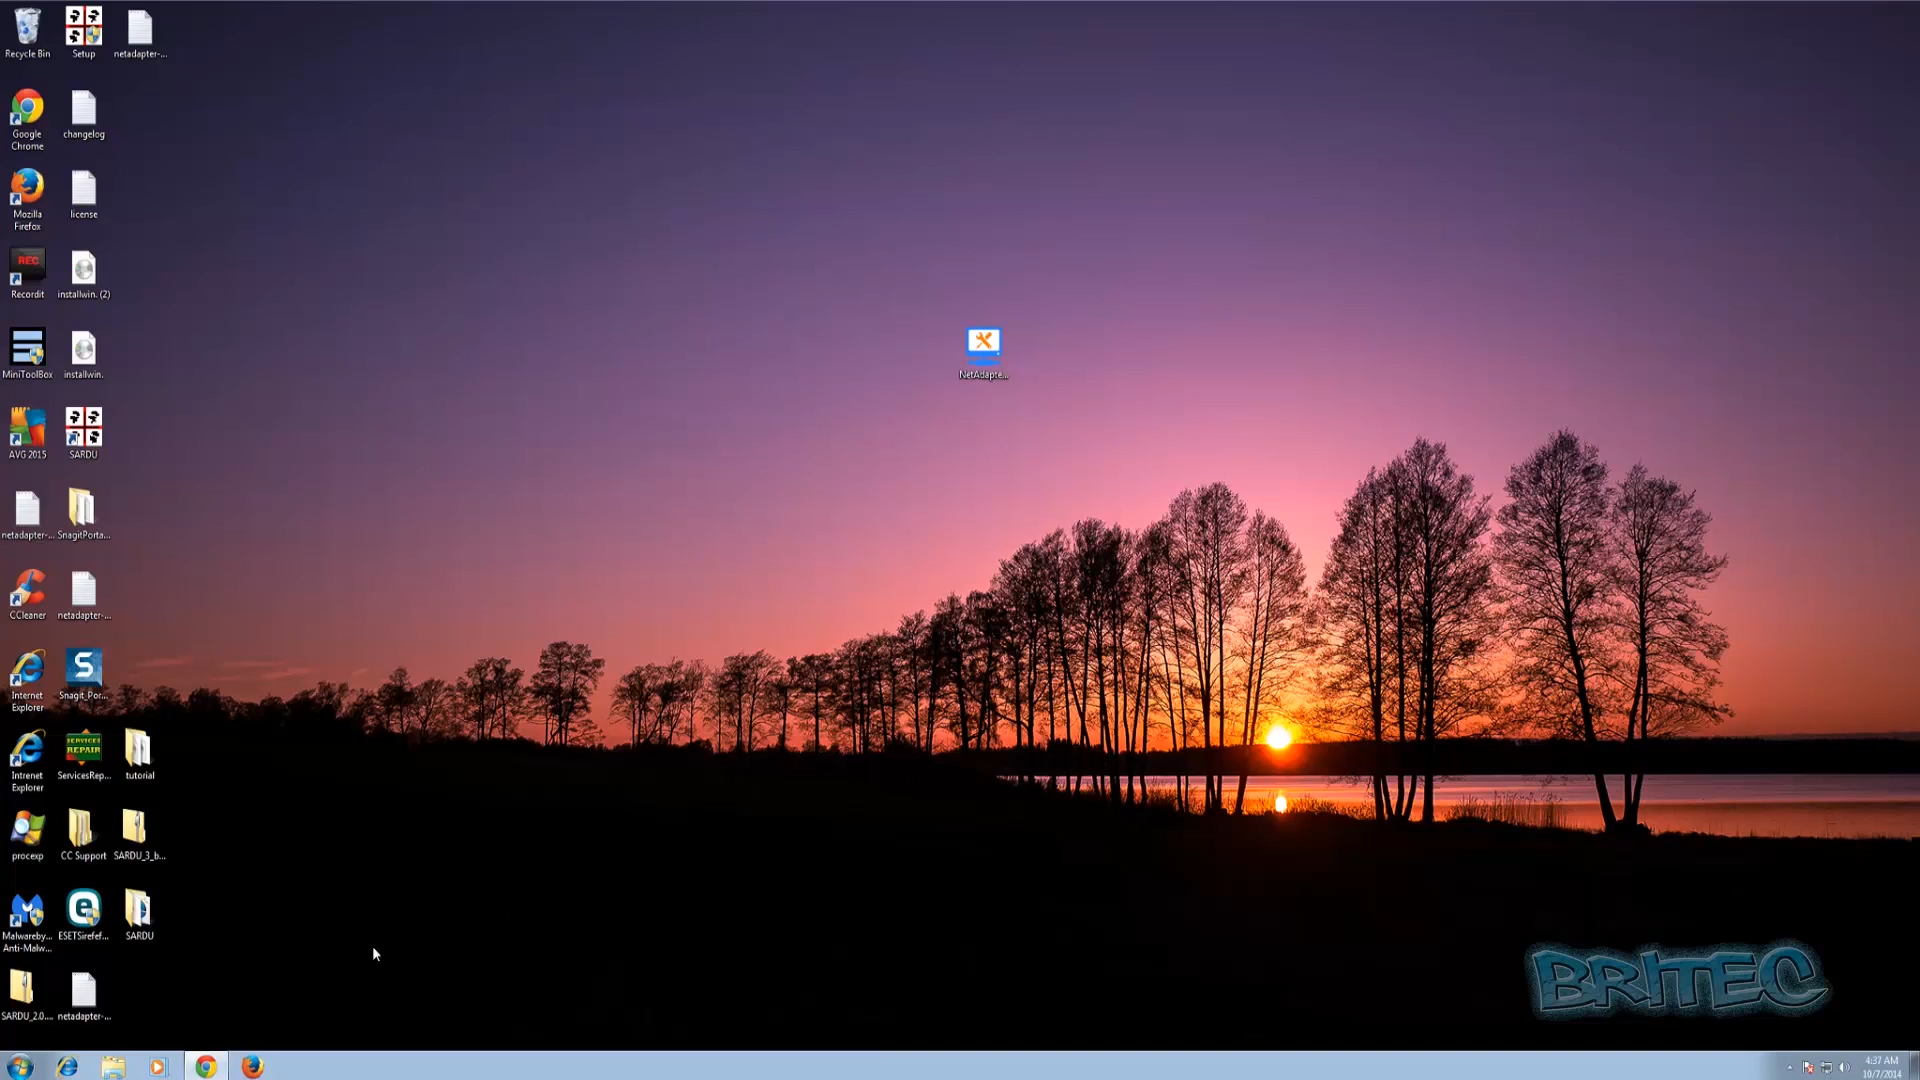 Recycle Bin
Setup
netadapter-...
Google
Chrome
changelog
Mozilla
Firefox
license
REC
Recordit
installwin. (2)
MiniToolBox
installwin.
NetAdapte...
AVG 2015
SARDU
netadapter-...
SnagitPorta...
CCleaner
netadapter-...
Internet
Explorer
S
Snagit_Por...
Intrenet
Explorer
SERVICES
REPAIR
ServicesRep...
tutorial
procexp
CC Support
SARDU_3_b...
Malwareby...
Anti-Malw...
e
ESETSirefef...
SARDU
SARDU_2.0....
netadapter-...
BRITEC
4:37 AM
10/7/2014